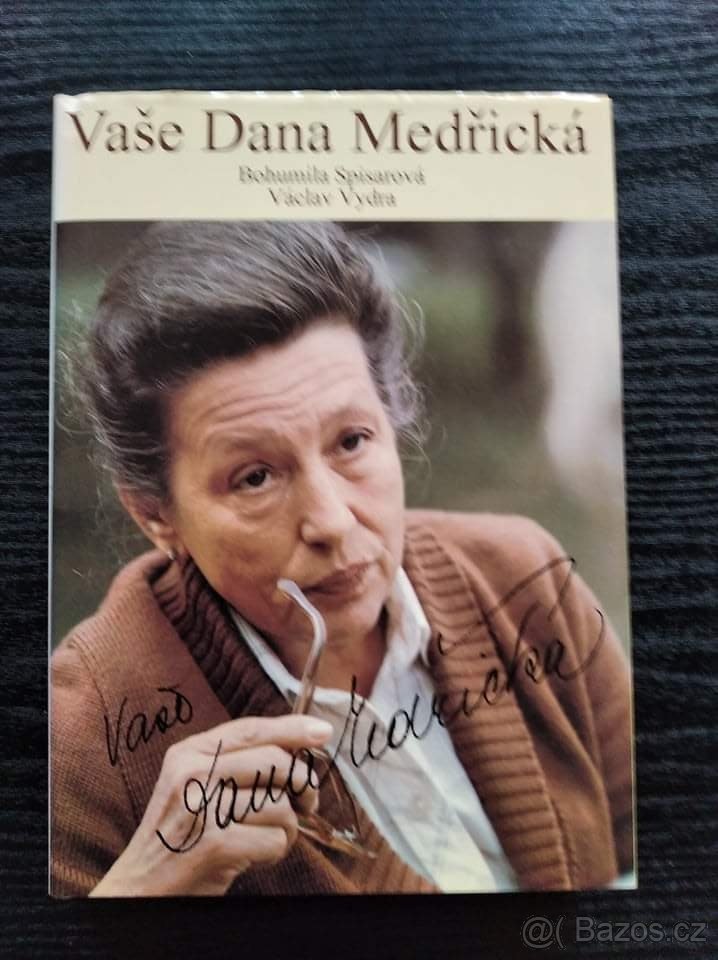 Vaše Dana Medřická
Bohumila Spisarová
Václav Vydra
Vaše
Dana Medřická
@( Bazos.cz